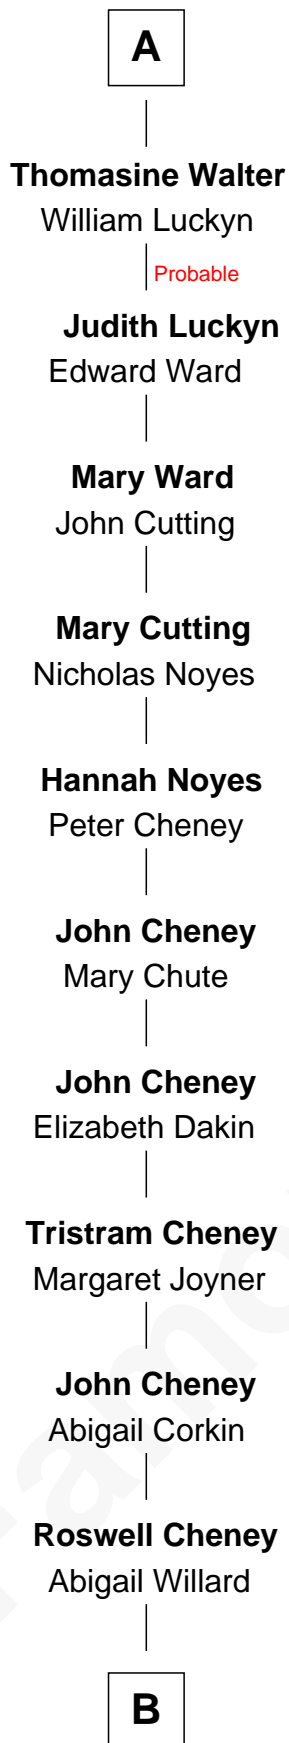 A
Thomasine Walter
William Luckyn
Probable
Judith Luckyn
Edward Ward
Mary Ward
John Cutting
Mary Cutting
Nicholas Noyes
Hannah Noyes
Peter Cheney
John Cheney
Mary Chute
John Cheney
Elizabeth Dakin
Tristram Cheney
Margaret Joyner
John Cheney
Abigail Corkin
Roswell Cheney
Abigail Willard
B